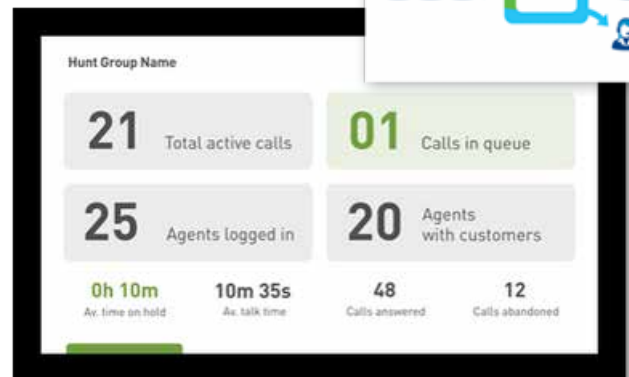 Hunt Group Name
21 Total active calls
01 Calls in queue
25 Agents logged in
20 Agents
with customers
0h 10m
Av. time on hold
10m 35s
Av. talk time
48
Calls answered
12
Calls abandoned